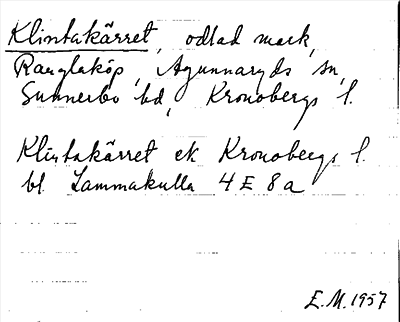 Klintakärret, odlad mark,
Ranglaköp, Agunnaryds sn,
Sunnerbo hd, Kronobergs l.
Klintakärret ek Kronobergs l.
bl. Lammakulla 4 E 8 a
E.M. 1957